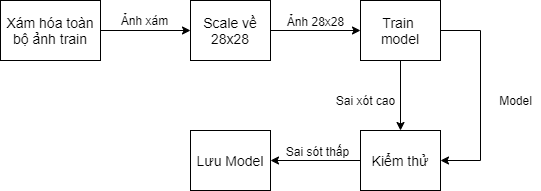 Xám hóa toàn
bộ ảnh train
Ảnh xám
Scale về
28x28
Ảnh 28x28
Train
model
Sai xót cao
Model
Lưu Model
Sai sót thấp
Kiểm thử